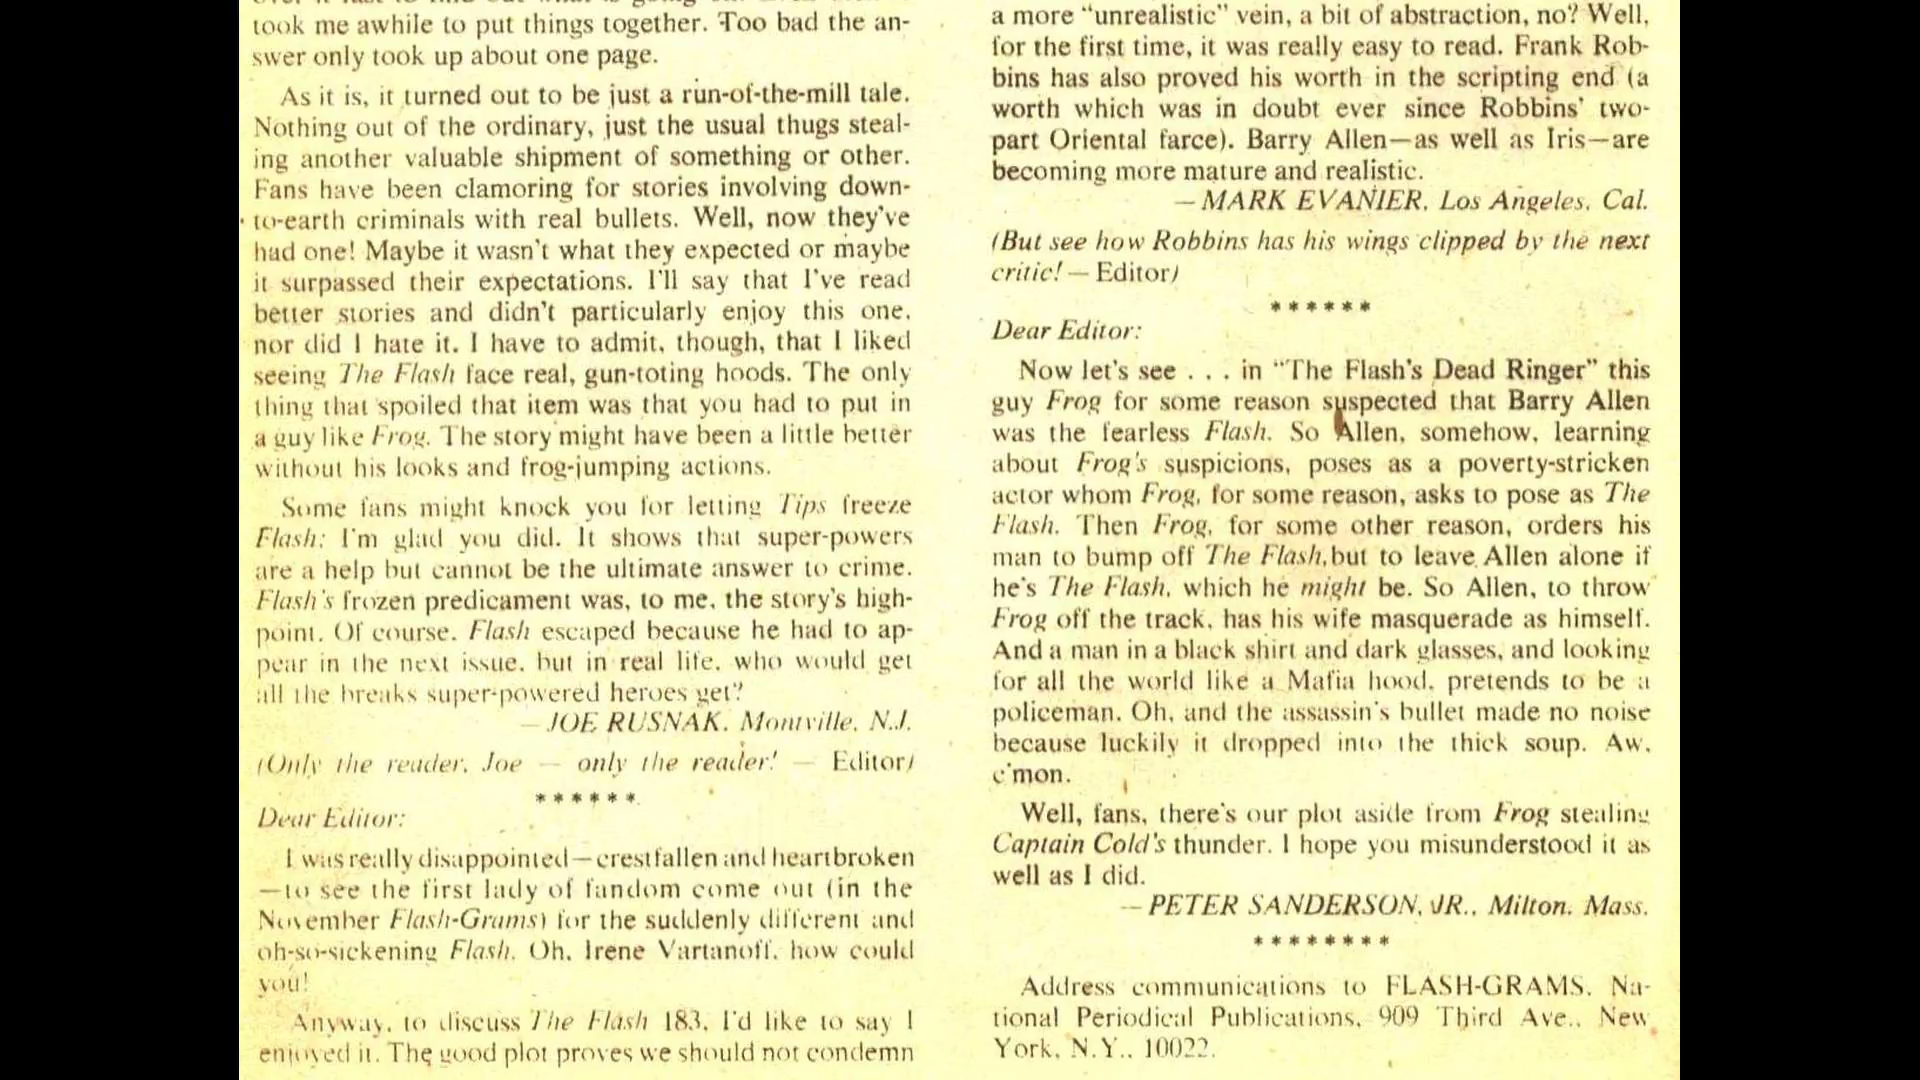 took me awhile to put things together. Too bad the an-
swer only took up about one page.
As it is, it turned out to be just a run-of-the-mill tale.
Nothing out of the ordinary, just the usual thugs steal-
ing another valuable shipment of something or other.
Fans have been clamoring for stories involving down-
to-earth criminals with real bullets. Well, now they've
had one! Maybe it wasn't what they expected or maybe
it surpassed their expectations. I'll say that I've read
better stories and didn't particularly enjoy this one,
nor did I hate it. I have to admit, though, that I liked
seeing The Flash face real, gun-toting hoods. The only
thing that spoiled that item was that you had to put in
a guy like Frog. The story might have been a little better
without his looks and frog-jumping actions.
Some fans might knock you for letting Tips freeze
Flash; I'm glad you did. It shows that super-powers
are a help but cannot be the ultimate answer to crime.
Flash's frozen predicament was, to me, the story's high-
point. Of course, Flash escaped because he had to ap-
pear in the next issue, but in real life, who would get
all the breaks super-powered heroes get?
— JOE RUSNAK, Montville, N.J.
(Only the reader, Joe — only the reader! — Editor)
******
Dear Editor:
I was really disappointed—crestfallen and heartbroken
—to see the first lady of fandom come out (in the
November Flash-Grams) for the suddenly different and
oh-so-sickening Flash. Oh, Irene Vartanoff, how could
you!
Anyway, to discuss The Flash 183, I'd like to say I
enjoyed it. The good plot proves we should not condemn
a more "unrealistic" vein, a bit of abstraction, no? Well,
for the first time, it was really easy to read. Frank Rob-
bins has also proved his worth in the scripting end (a
worth which was in doubt ever since Robbins' two-
part Oriental farce). Barry Allen—as well as Iris—are
becoming more mature and realistic.
— MARK EVANIER, Los Angeles, Cal.
(But see how Robbins has his wings clipped by the next
critic! — Editor)
******
Dear Editor:
Now let's see . . . in "The Flash's Dead Ringer" this
guy Frog for some reason suspected that Barry Allen
was the fearless Flash. So Allen, somehow, learning
about Frog's suspicions, poses as a poverty-stricken
actor whom Frog, for some reason, asks to pose as The
Flash. Then Frog, for some other reason, orders his
man to bump off The Flash, but to leave Allen alone if
he's The Flash, which he might be. So Allen, to throw
Frog off the track, has his wife masquerade as himself.
And a man in a black shirt and dark glasses, and looking
for all the world like a Mafia hood, pretends to be a
policeman. Oh, and the assassin's bullet made no noise
because luckily it dropped into the thick soup. Aw,
c'mon.
Well, fans, there's our plot aside from Frog stealing
Captain Cold's thunder. I hope you misunderstood it as
well as I did.
— PETER SANDERSON, JR., Milton, Mass.
********
Address communications to FLASH-GRAMS, Na-
tional Periodical Publications, 909 Third Ave., New
York, N.Y., 10022.